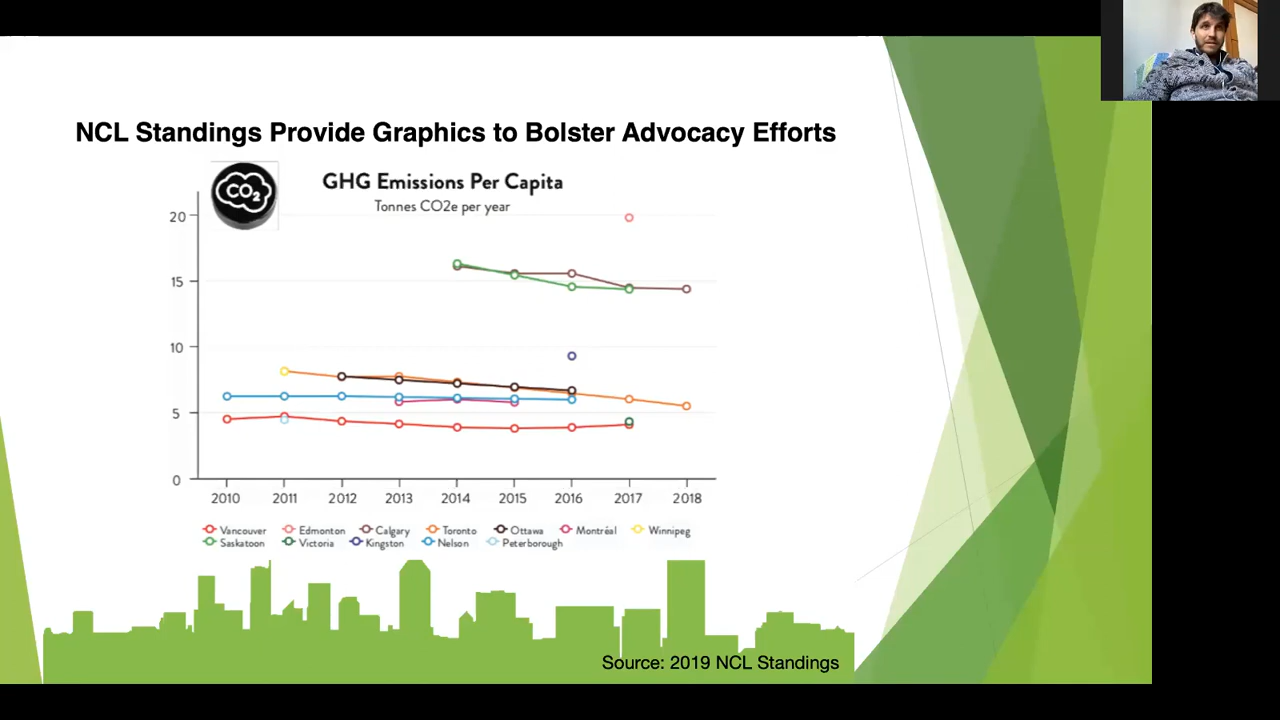 NCL Standings Provide Graphics to Bolster Advocacy Efforts
CO2
GHG Emissions Per Capita
Tonnes CO2e per year
20
15
10
5
0
2010 2011 2012 2013 2014 2015 2016 2017 2018
Vancouver Edmonton Calgary Toronto Ottawa Montréal Winnipeg
Saskatoon Victoria Kingston Nelson Peterborough
Source: 2019 NCL Standings